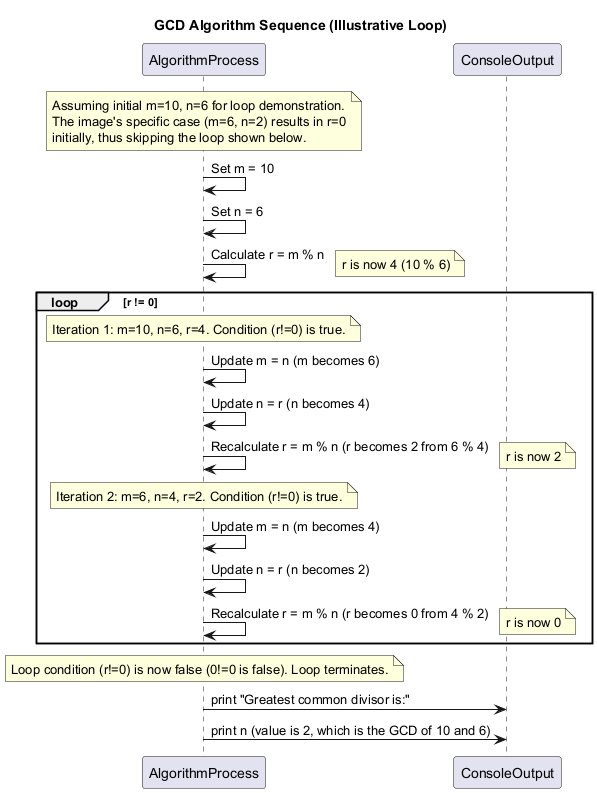 GCD Algorithm Sequence (Illustrative Loop)
AlgorithmProcess
ConsoleOutput
Assuming initial m=10, n=6 for loop demonstration.
The image's specific case (m=6, n=2) results in r=0
initially, thus skipping the loop shown below.
Set m = 10
Set n = 6
Calculate r = m % n
r is now 4 (10 % 6)
loop
[r != 0]
Iteration 1: m=10, n=6, r=4. Condition (r!=0) is true.
Update m = n (m becomes 6)
Update n = r (n becomes 4)
Recalculate r = m % n (r becomes 2 from 6 % 4)
r is now 2
Iteration 2: m=6, n=4, r=2. Condition (r!=0) is true.
Update m = n (m becomes 4)
Update n = r (n becomes 2)
Recalculate r = m % n (r becomes 0 from 4 % 2)
r is now 0
Loop condition (r!=0) is now false (0!=0 is false). Loop terminates.
print "Greatest common divisor is:"
print n (value is 2, which is the GCD of 10 and 6)
AlgorithmProcess
ConsoleOutput